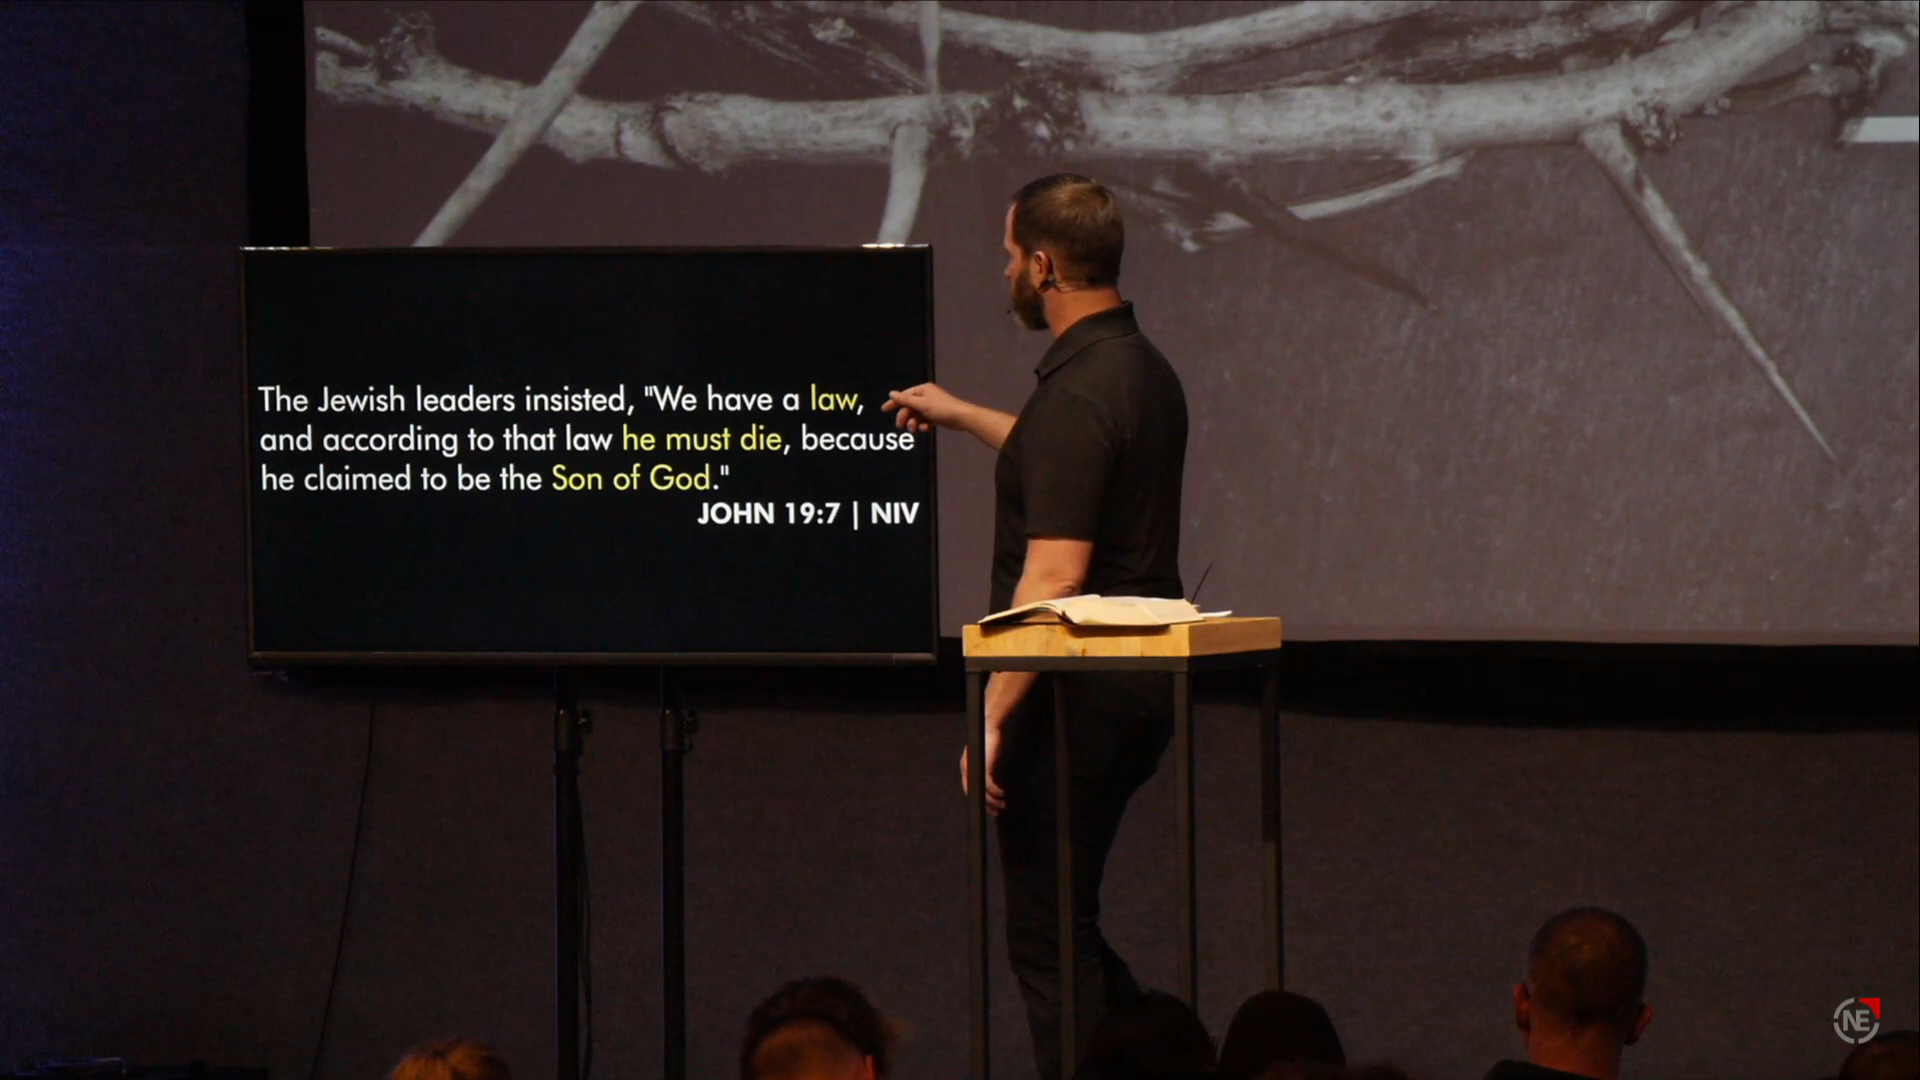 The Jewish leaders insisted, "We have a law,
and according to that law he must die, because
he claimed to be the Son of God."
JOHN 19:7 | NIV
NE